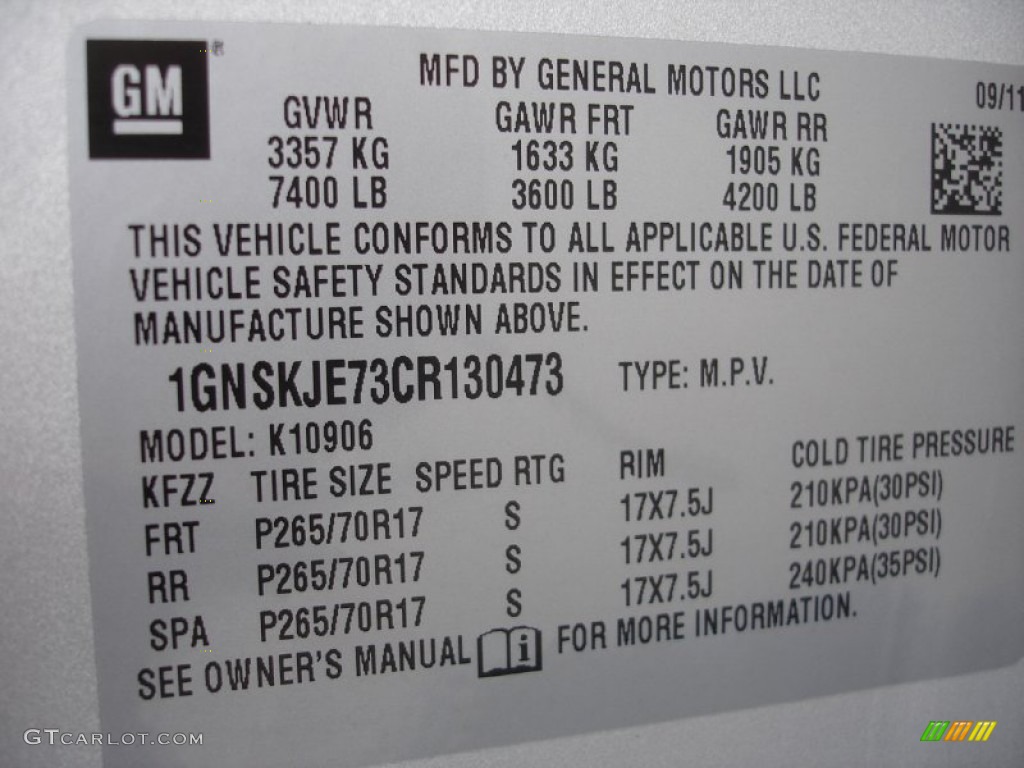 GM®
MFD BY GENERAL MOTORS LLC 09/11
GVWR GAWR FRT GAWR RR
3357 KG 1633 KG 1905 KG
7400 LB 3600 LB 4200 LB
THIS VEHICLE CONFORMS TO ALL APPLICABLE U.S. FEDERAL MOTOR
VEHICLE SAFETY STANDARDS IN EFFECT ON THE DATE OF
MANUFACTURE SHOWN ABOVE.
1GNSKJE73CR130473 TYPE: M.P.V.
MODEL: K10906
KFZZ TIRE SIZE SPEED RTG RIM COLD TIRE PRESSURE
FRT P265/70R17 S 17X7.5J 210KPA(30PSI)
RR P265/70R17 S 17X7.5J 210KPA(30PSI)
SPA P265/70R17 S 17X7.5J 240KPA(35PSI)
SEE OWNER'S MANUAL i FOR MORE INFORMATION.
GTCARLOT.COM